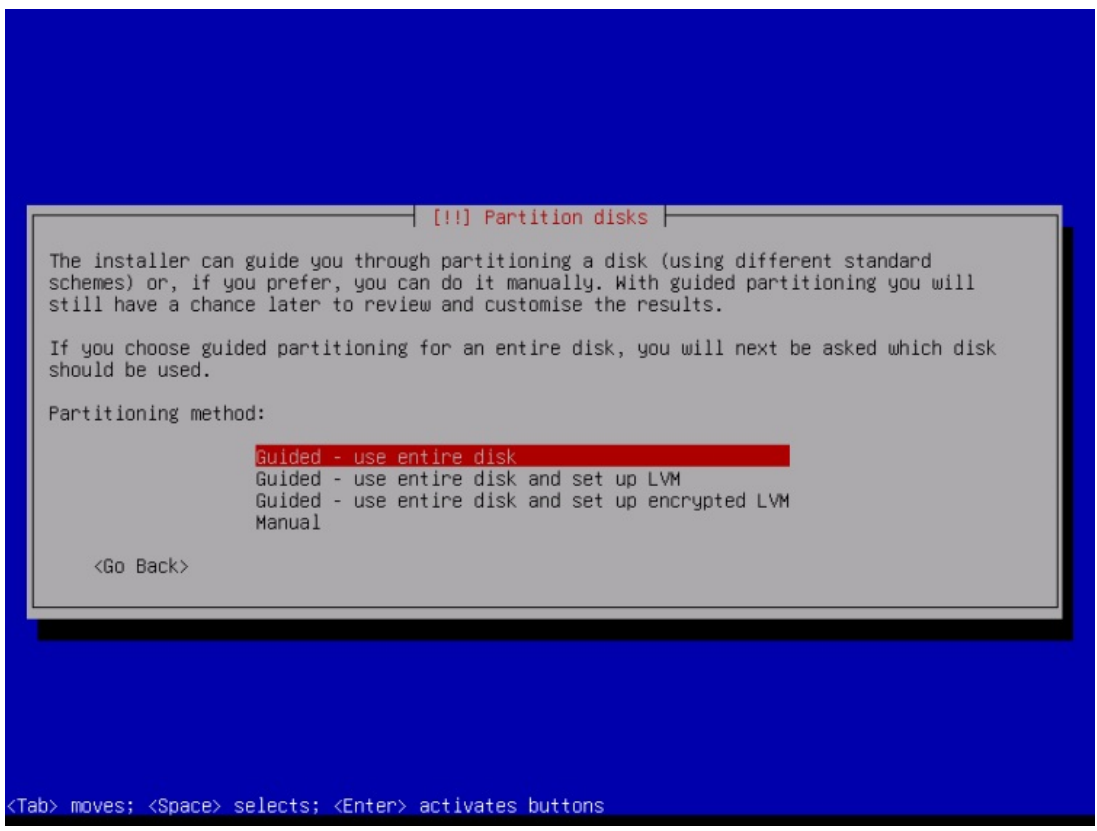 [!!] Partition disks
The installer can guide you through partitioning a disk (using different standard
schemes) or, if you prefer, you can do it manually. With guided partitioning you will
still have a chance later to review and customise the results.
If you choose guided partitioning for an entire disk, you will next be asked which disk
should be used.
Partitioning method:
Guided - use entire disk
Guided - use entire disk and set up LVM
Guided - use entire disk and set up encrypted LVM
Manual
<Go Back>
<Tab> moves; <Space> selects; <Enter> activates buttons